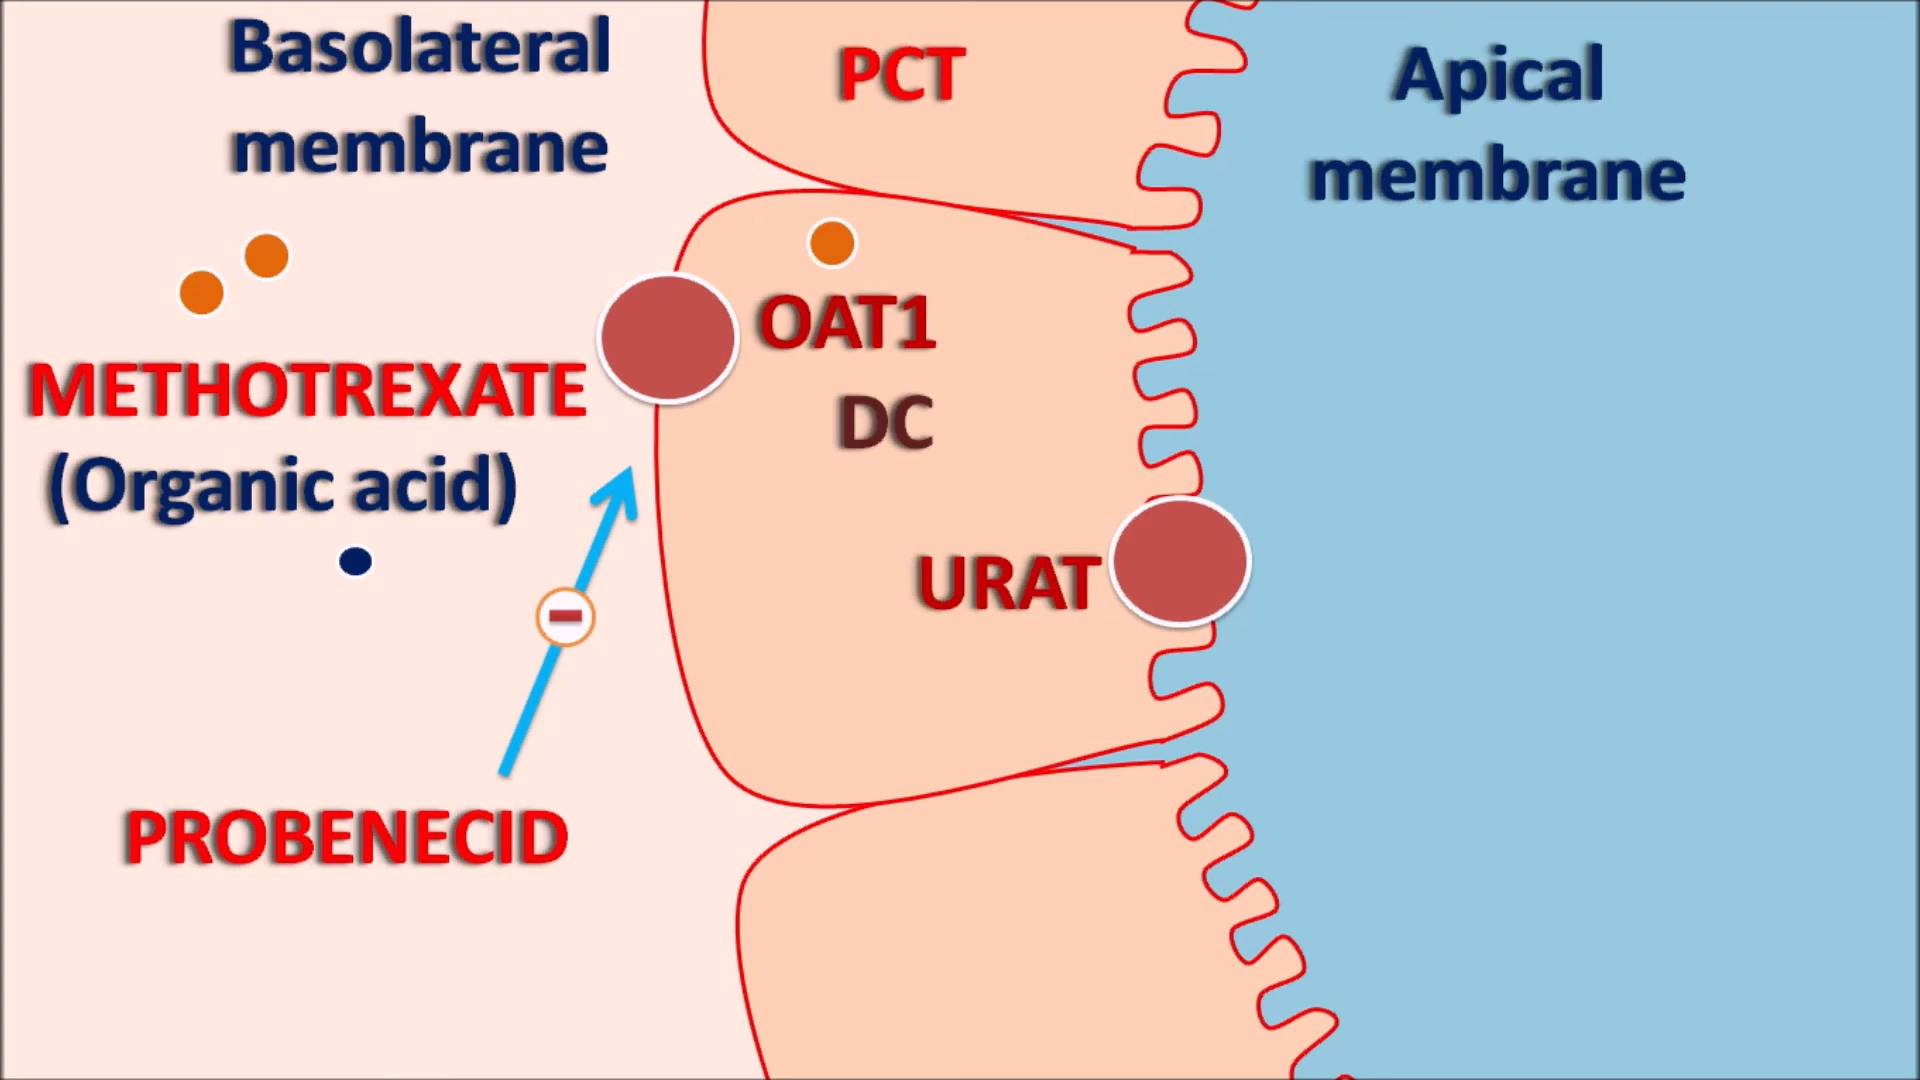 Basolateral
membrane
PCT
Apical
membrane
OAT1
DC
METHOTREXATE
(Organic acid)
URAT
PROBENECID